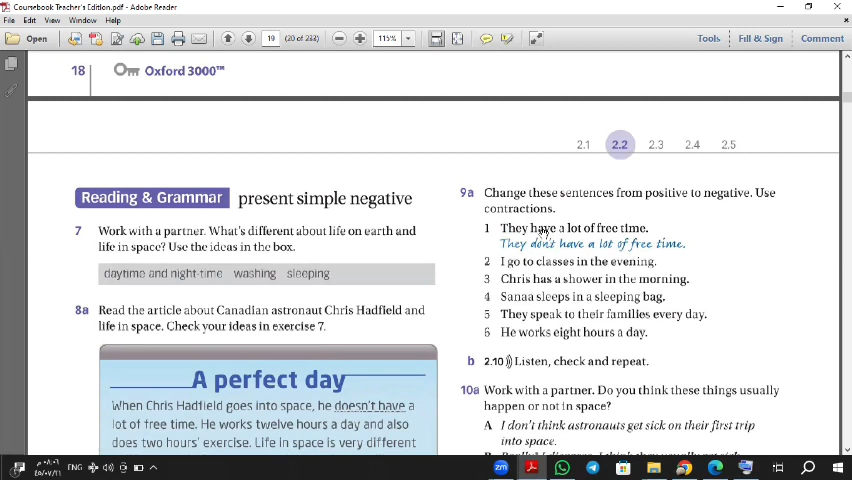 Coursebook Teacher's Edition.pdf - Adobe Reader
File Edit View Window Help
Open 19 (20 of 233) 115% Tools Fill & Sign Comment
18 Oxford 3000™
2.1 2.2 2.3 2.4 2.5
Reading & Grammar present simple negative
7 Work with a partner. What's different about life on earth and
life in space? Use the ideas in the box.
daytime and night-time washing sleeping
8a Read the article about Canadian astronaut Chris Hadfield and
life in space. Check your ideas in exercise 7.
A perfect day
When Chris Hadfield goes into space, he doesn't have a
lot of free time. He works twelve hours a day and also
does two hours' exercise. Life in space is very different
9a Change these sentences from positive to negative. Use
contractions.
1 They have a lot of free time.
They don't have a lot of free time.
2 I go to classes in the evening.
3 Chris has a shower in the morning.
4 Sanaa sleeps in a sleeping bag.
5 They speak to their families every day.
6 He works eight hours a day.
b 2.10 Listen, check and repeat.
10a Work with a partner. Do you think these things usually
happen or not in space?
A I don't think astronauts get sick on their first trip
into space.
ENG
zm